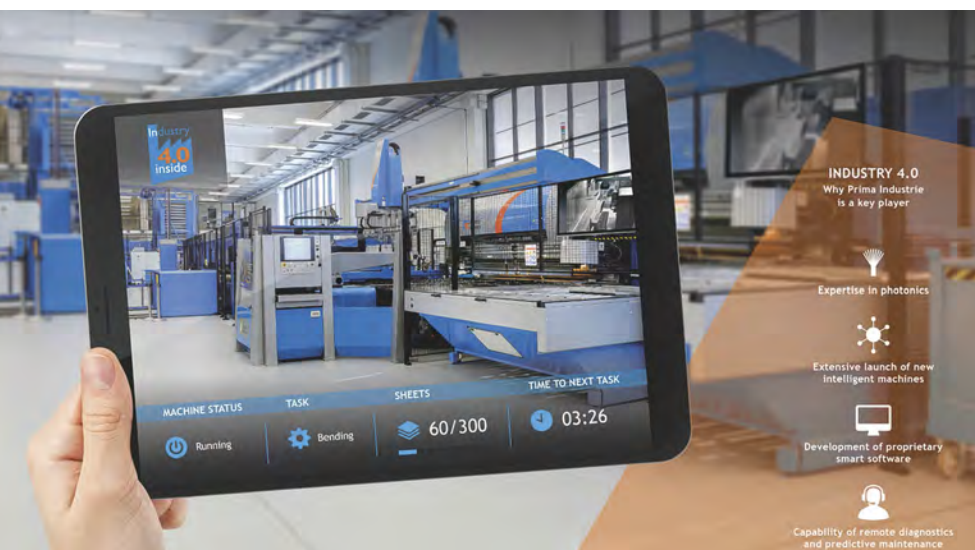 Industry
4.0
inside
MACHINE STATUS
TASK
SHEETS
TIME TO NEXT TASK
Running
Bending
60/300
03:26
INDUSTRY 4.0
Why Prima Industrie
is a key player
Expertise in photonics
Extensive launch of new
intelligent machines
Development of proprietary
smart software
Capability of remote diagnostics
and predictive maintenance